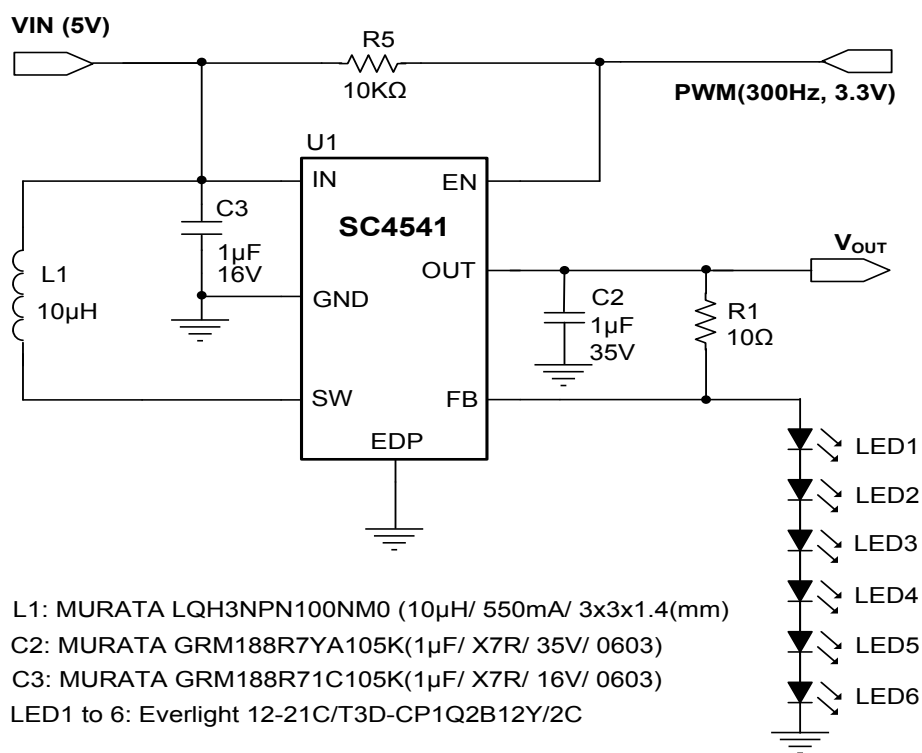 VIN (5V)
R5
10KΩ
PWM(300Hz, 3.3V)
U1
IN
EN
C3
1µF
16V
SC4541
L1
10µH
GND
OUT
V_OUT
C2
1µF
35V
R1
10Ω
SW
FB
EDP
LED1
LED2
LED3
LED4
LED5
LED6
L1: MURATA LQH3NPN100NM0 (10µH/ 550mA/ 3x3x1.4(mm)
C2: MURATA GRM188R7YA105K(1µF/ X7R/ 35V/ 0603)
C3: MURATA GRM188R71C105K(1µF/ X7R/ 16V/ 0603)
LED1 to 6: Everlight 12-21C/T3D-CP1Q2B12Y/2C